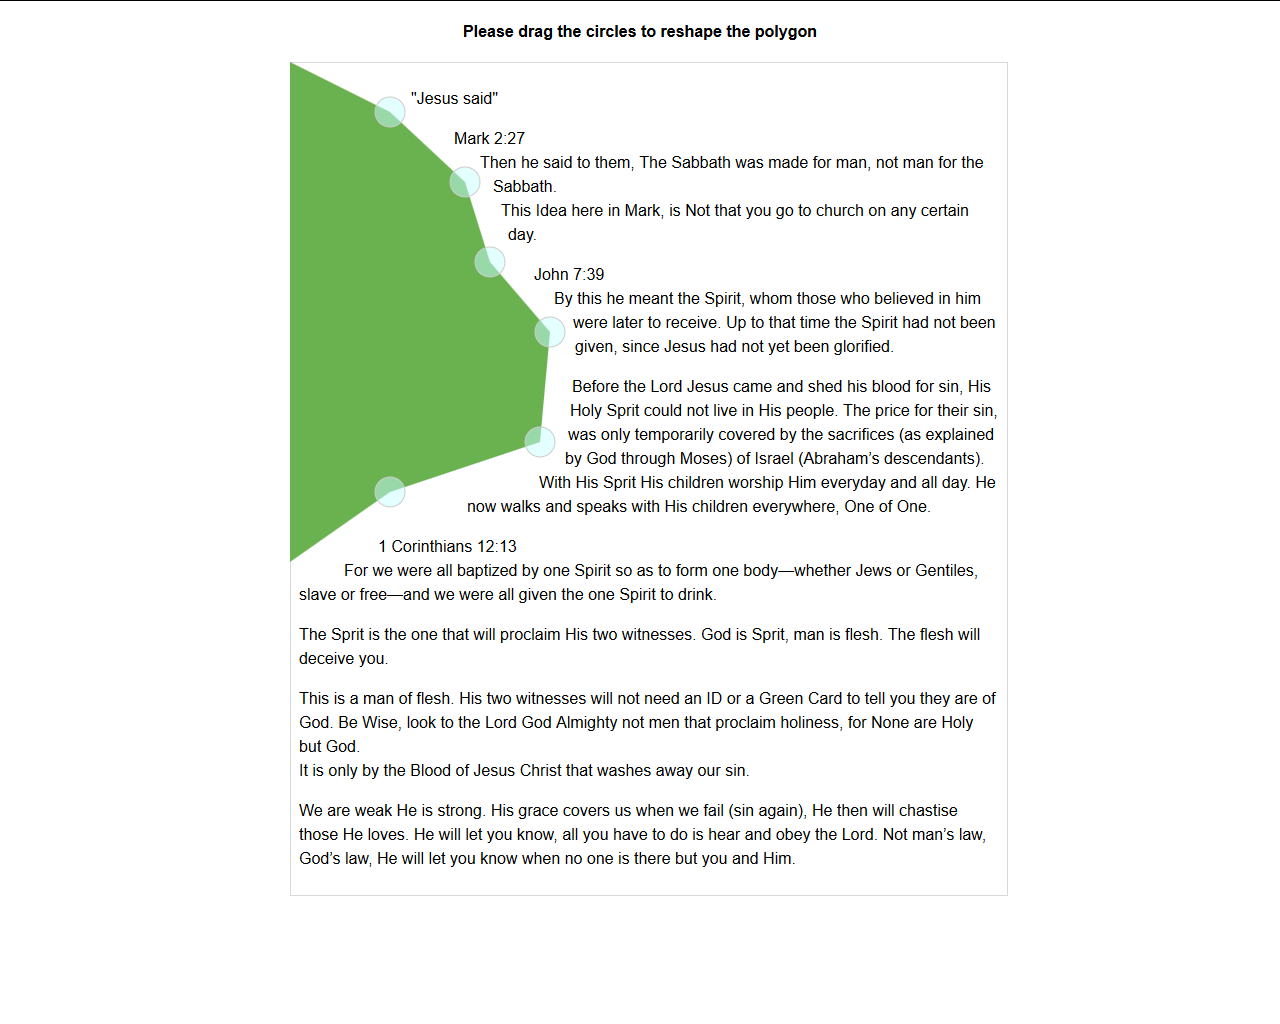 Please drag the circles to reshape the polygon
"Jesus said"
Mark 2:27
Then he said to them, The Sabbath was made for man, not man for the
Sabbath.
This Idea here in Mark, is Not that you go to church on any certain
day.
John 7:39
By this he meant the Spirit, whom those who believed in him
were later to receive. Up to that time the Spirit had not been
given, since Jesus had not yet been glorified.
Before the Lord Jesus came and shed his blood for sin, His
Holy Sprit could not live in His people. The price for their sin,
was only temporarily covered by the sacrifices (as explained
by God through Moses) of Israel (Abraham’s descendants).
With His Sprit His children worship Him everyday and all day. He
now walks and speaks with His children everywhere, One of One.
1 Corinthians 12:13
For we were all baptized by one Spirit so as to form one body—whether Jews or Gentiles,
slave or free—and we were all given the one Spirit to drink.
The Sprit is the one that will proclaim His two witnesses. God is Sprit, man is flesh. The flesh will
deceive you.
This is a man of flesh. His two witnesses will not need an ID or a Green Card to tell you they are of
God. Be Wise, look to the Lord God Almighty not men that proclaim holiness, for None are Holy
but God.
It is only by the Blood of Jesus Christ that washes away our sin.
We are weak He is strong. His grace covers us when we fail (sin again), He then will chastise
those He loves. He will let you know, all you have to do is hear and obey the Lord. Not man’s law,
God’s law, He will let you know when no one is there but you and Him.